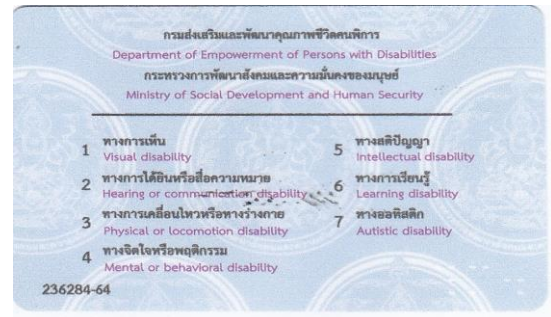 กรมส่งเสริมและพัฒนาคุณภาพชีวิตคนพิการ
Department of Empowerment of Persons with Disabilities
กระทรวงการพัฒนาสังคมและความมั่นคงของมนุษย์
Ministry of Social Development and Human Security
1 ทางการเห็น
Visual disability
2 ทางการได้ยินหรือสื่อความหมาย
Hearing or communication disability
3 ทางการเคลื่อนไหวหรือทางร่างกาย
Physical or locomotion disability
4 ทางจิตใจหรือพฤติกรรม
Mental or behavioral disability
5 ทางสติปัญญา
Intellectual disability
6 ทางการเรียนรู้
Learning disability
7 ทางออทิสติก
Autistic disability
236284-64